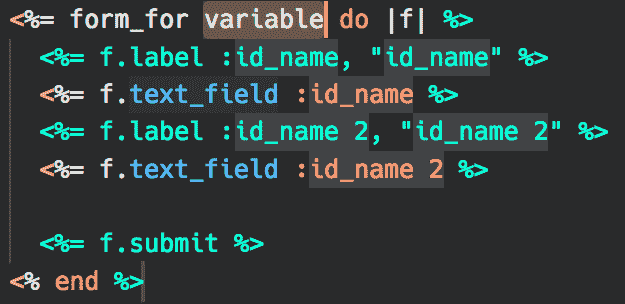 <%= form_for variable do |f| %>
<%= f.label :id_name, "id_name" %>
<%= f.text_field :id_name %>
<%= f.label :id_name 2, "id_name 2" %>
<%= f.text_field :id_name 2 %>
<%= f.submit %>
<% end %>